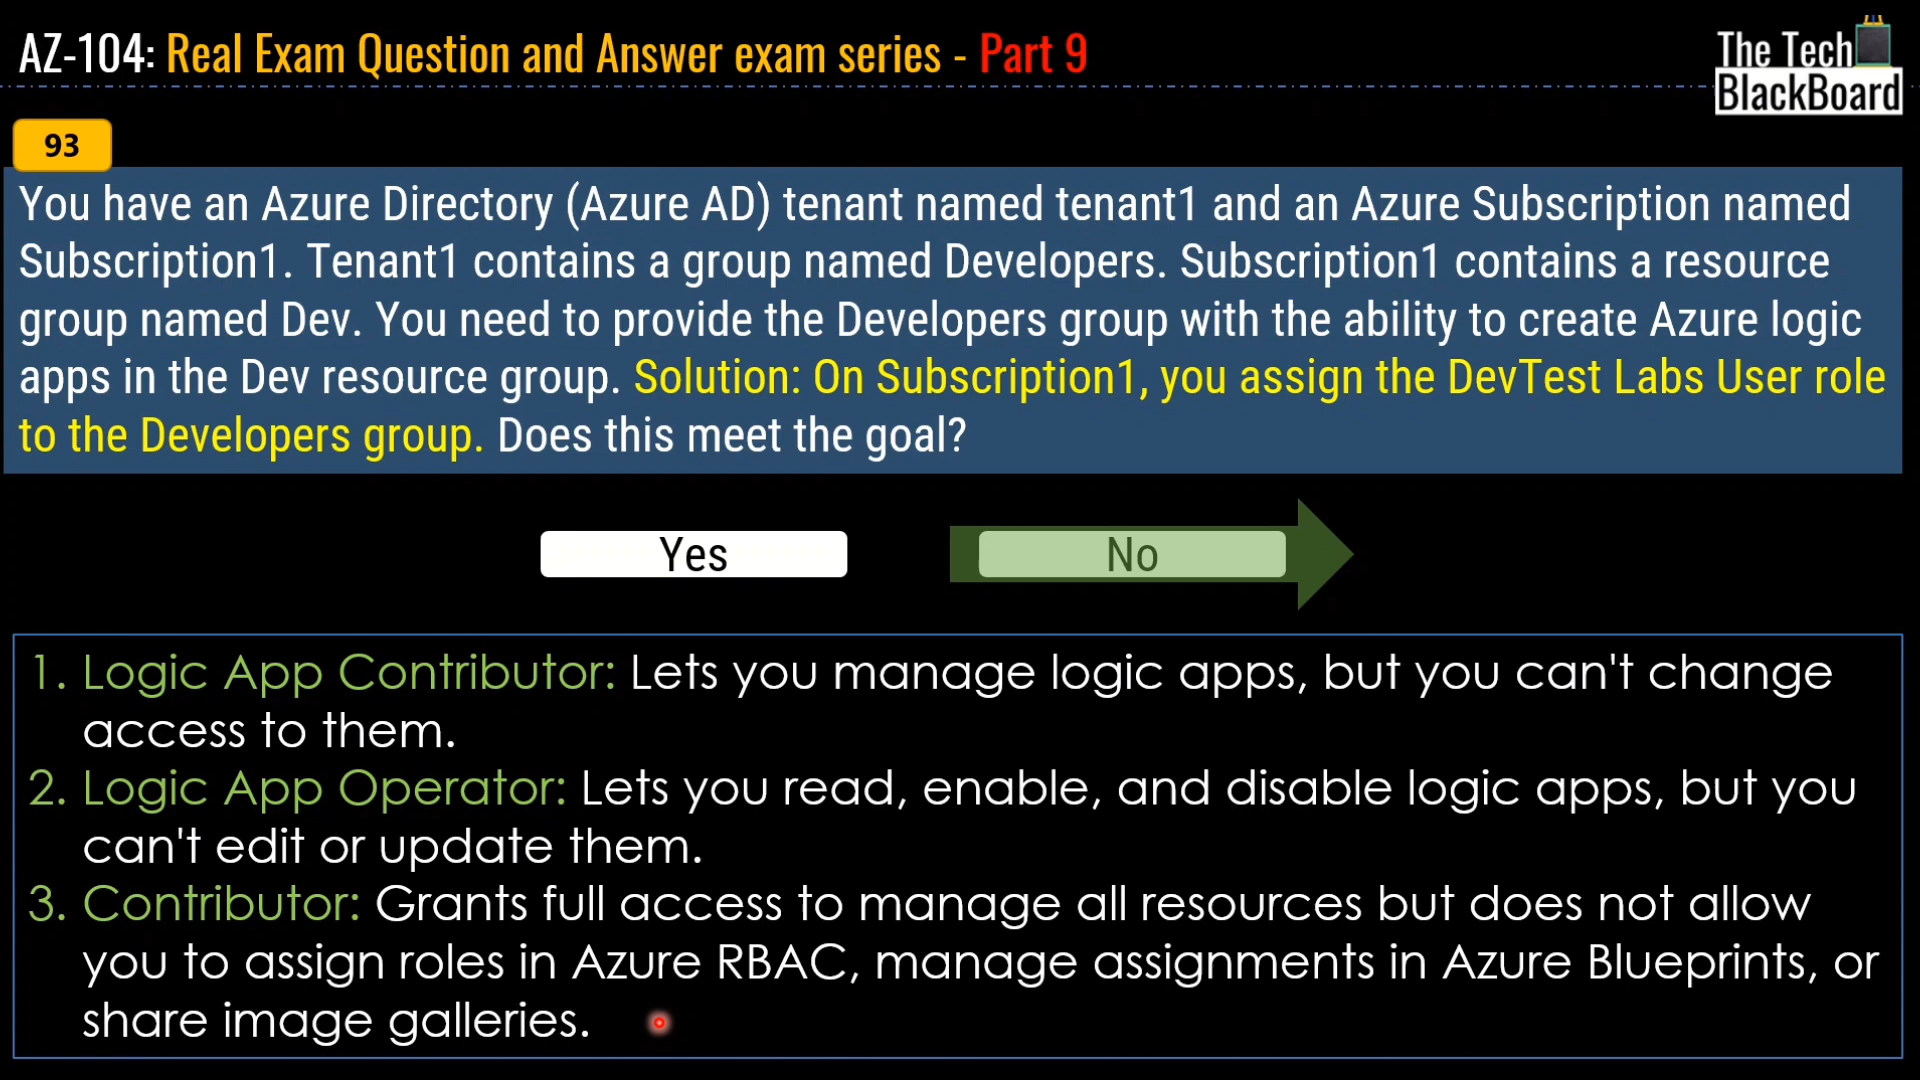 AZ-104: Real Exam Question and Answer exam series - Part 9
The Tech
BlackBoard
93
You have an Azure Directory (Azure AD) tenant named tenant1 and an Azure Subscription named
Subscription1. Tenant1 contains a group named Developers. Subscription1 contains a resource
group named Dev. You need to provide the Developers group with the ability to create Azure logic
apps in the Dev resource group. Solution: On Subscription1, you assign the DevTest Labs User role
to the Developers group. Does this meet the goal?
Yes
No
1. Logic App Contributor: Lets you manage logic apps, but you can't change
access to them.
2. Logic App Operator: Lets you read, enable, and disable logic apps, but you
can't edit or update them.
3. Contributor: Grants full access to manage all resources but does not allow
you to assign roles in Azure RBAC, manage assignments in Azure Blueprints, or
share image galleries.